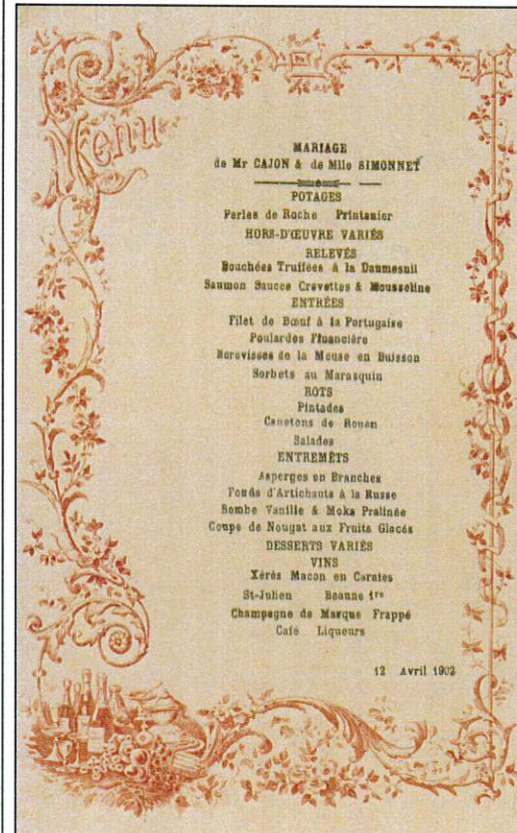 Menu
MARIAGE
de Mr CAJON & de Mlle SIMONNET
POTAGES
Perles de Roche Printanier
HORS-D'ŒUVRE VARIÉS
RELEVÉS
Bouchées Truffées à la Daumesnil
Saumon Sauces Crevettes & Mousseline
ENTRÉES
Filet de Bœuf à la Portugaise
Poulardes Financière
Ecrevisses de la Meuse en Buisson
Sorbets au Marasquin
ROTS
Pintades
Canetons de Rouen
Salades
ENTREMÊTS
Asperges en Branches
Fonds d'Artichauts à la Russe
Bombe Vanille & Moka Pralinée
Coupe de Nougat aux Fruits Glacés
DESSERTS VARIÉS
VINS
Xérès Macon en Carafes
St-Julien Beaune 1re
Champagne de Marque Frappé
Café Liqueurs
12 Avril 1902